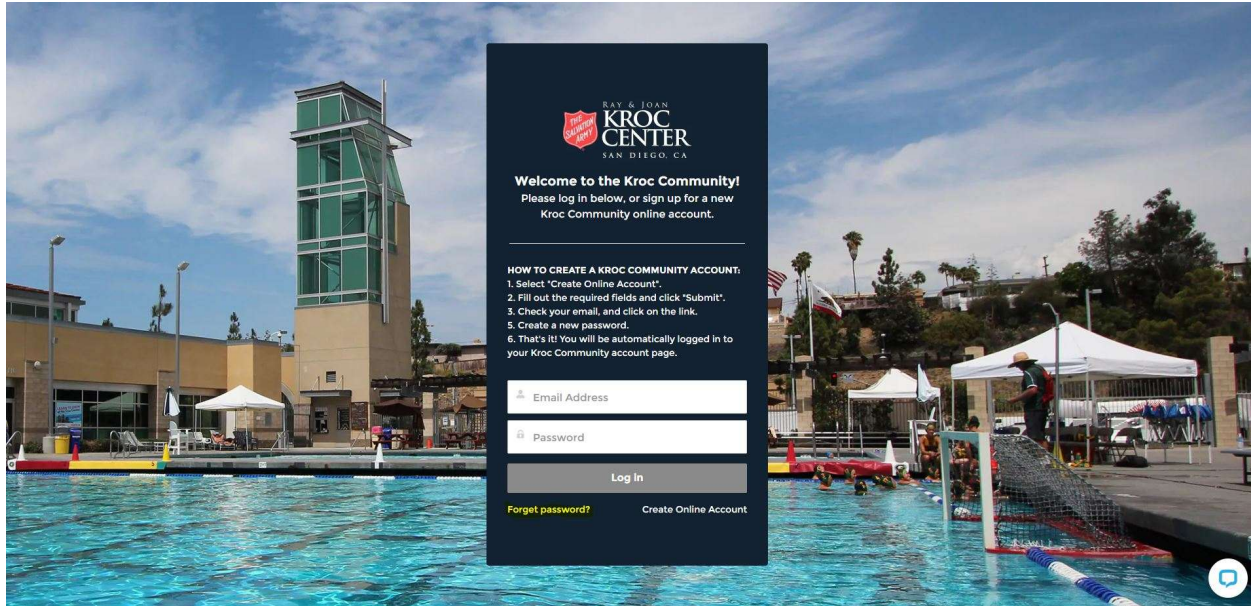 RAY & JOAN
KROC
CENTER
SAN DIEGO, CA
THE
SALVATION
ARMY
Welcome to the Kroc Community!
Please log in below, or sign up for a new
Kroc Community online account.
HOW TO CREATE A KROC COMMUNITY ACCOUNT:
1. Select "Create Online Account".
2. Fill out the required fields and click "Submit".
3. Check your email, and click on the link.
5. Create a new password.
6. That's it! You will be automatically logged in to
your Kroc Community account page.
Email Address
Password
Log in
Forget password?
Create Online Account